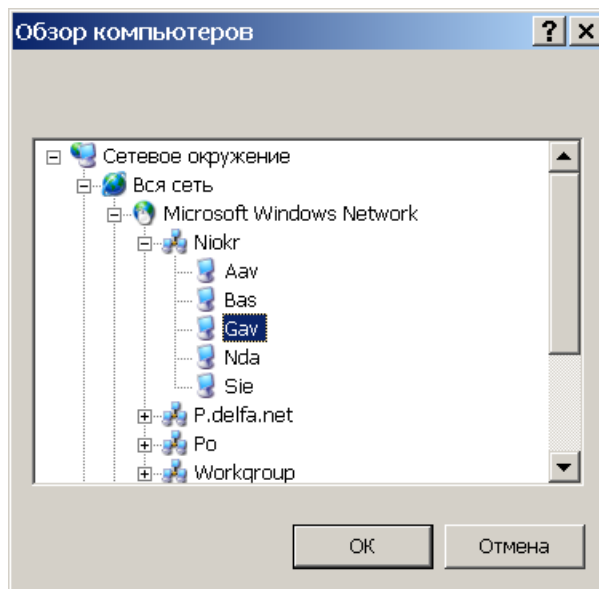 Обзор компьютеров
Сетевое окружение
Вся сеть
Microsoft Windows Network
Niokr
Aav
Bas
Gav
Nda
Sie
P.delfa.net
Po
Workgroup
ОК
Отмена